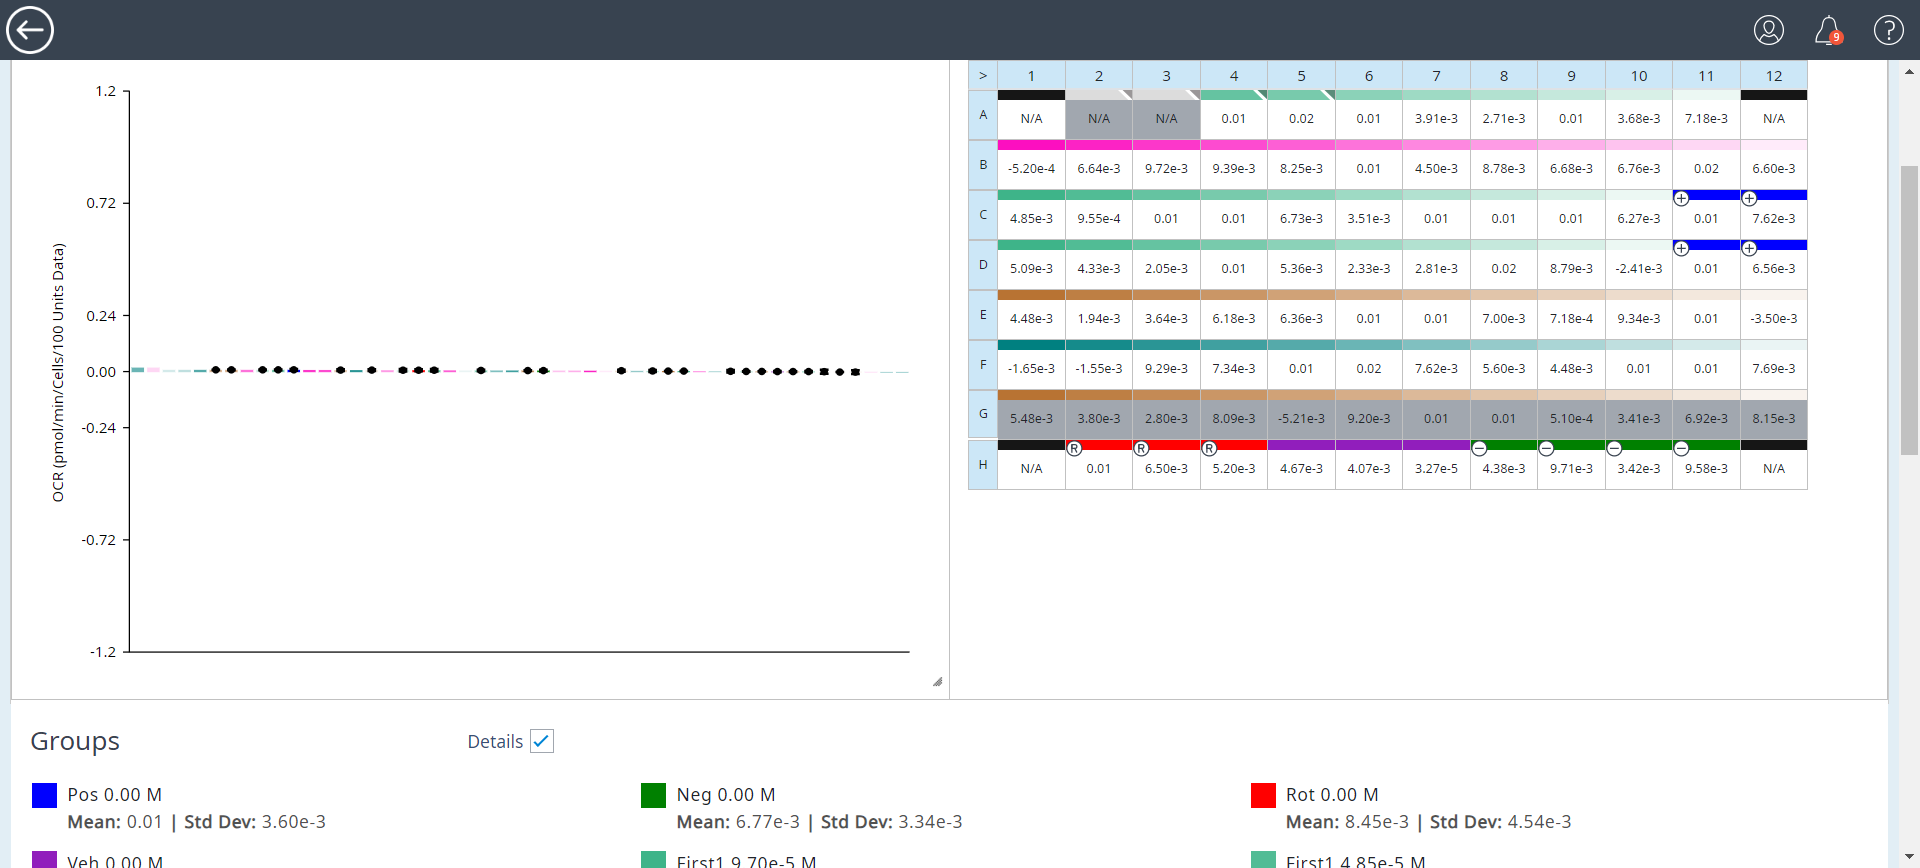 9
?
1.2
0.72
0.24
0.00
-0.24
-0.72
-1.2
OCR (pmol/min/Cells/100 Units Data)
> 1 2 3 4 5 6 7 8 9 10 11 12
A N/A N/A N/A 0.01 0.02 0.01 3.91e-3 2.71e-3 0.01 3.68e-3 7.18e-3 N/A
B -5.20e-4 6.64e-3 9.72e-3 9.39e-3 8.25e-3 0.01 4.50e-3 8.78e-3 6.68e-3 6.76e-3 0.02 6.60e-3
C 4.85e-3 9.55e-4 0.01 0.01 6.73e-3 3.51e-3 0.01 0.01 0.01 6.27e-3 0.01 7.62e-3
D 5.09e-3 4.33e-3 2.05e-3 0.01 5.36e-3 2.33e-3 2.81e-3 0.02 8.79e-3 -2.41e-3 0.01 6.56e-3
E 4.48e-3 1.94e-3 3.64e-3 6.18e-3 6.36e-3 0.01 0.01 7.00e-3 7.18e-4 9.34e-3 0.01 -3.50e-3
F -1.65e-3 -1.55e-3 9.29e-3 7.34e-3 0.01 0.02 7.62e-3 5.60e-3 4.48e-3 0.01 0.01 7.69e-3
G 5.48e-3 3.80e-3 2.80e-3 8.09e-3 -5.21e-3 9.20e-3 0.01 0.01 5.10e-4 3.41e-3 6.92e-3 8.15e-3
R R R
H N/A 0.01 6.50e-3 5.20e-3 4.67e-3 4.07e-3 3.27e-5 4.38e-3 9.71e-3 3.42e-3 9.58e-3 N/A
Groups
Details
Pos 0.00 M
Mean: 0.01 | Std Dev: 3.60e-3
Neg 0.00 M
Mean: 6.77e-3 | Std Dev: 3.34e-3
Rot 0.00 M
Mean: 8.45e-3 | Std Dev: 4.54e-3
Veh 0.00 M
First1 9.70e-5 M
First1 4.85e-5 M